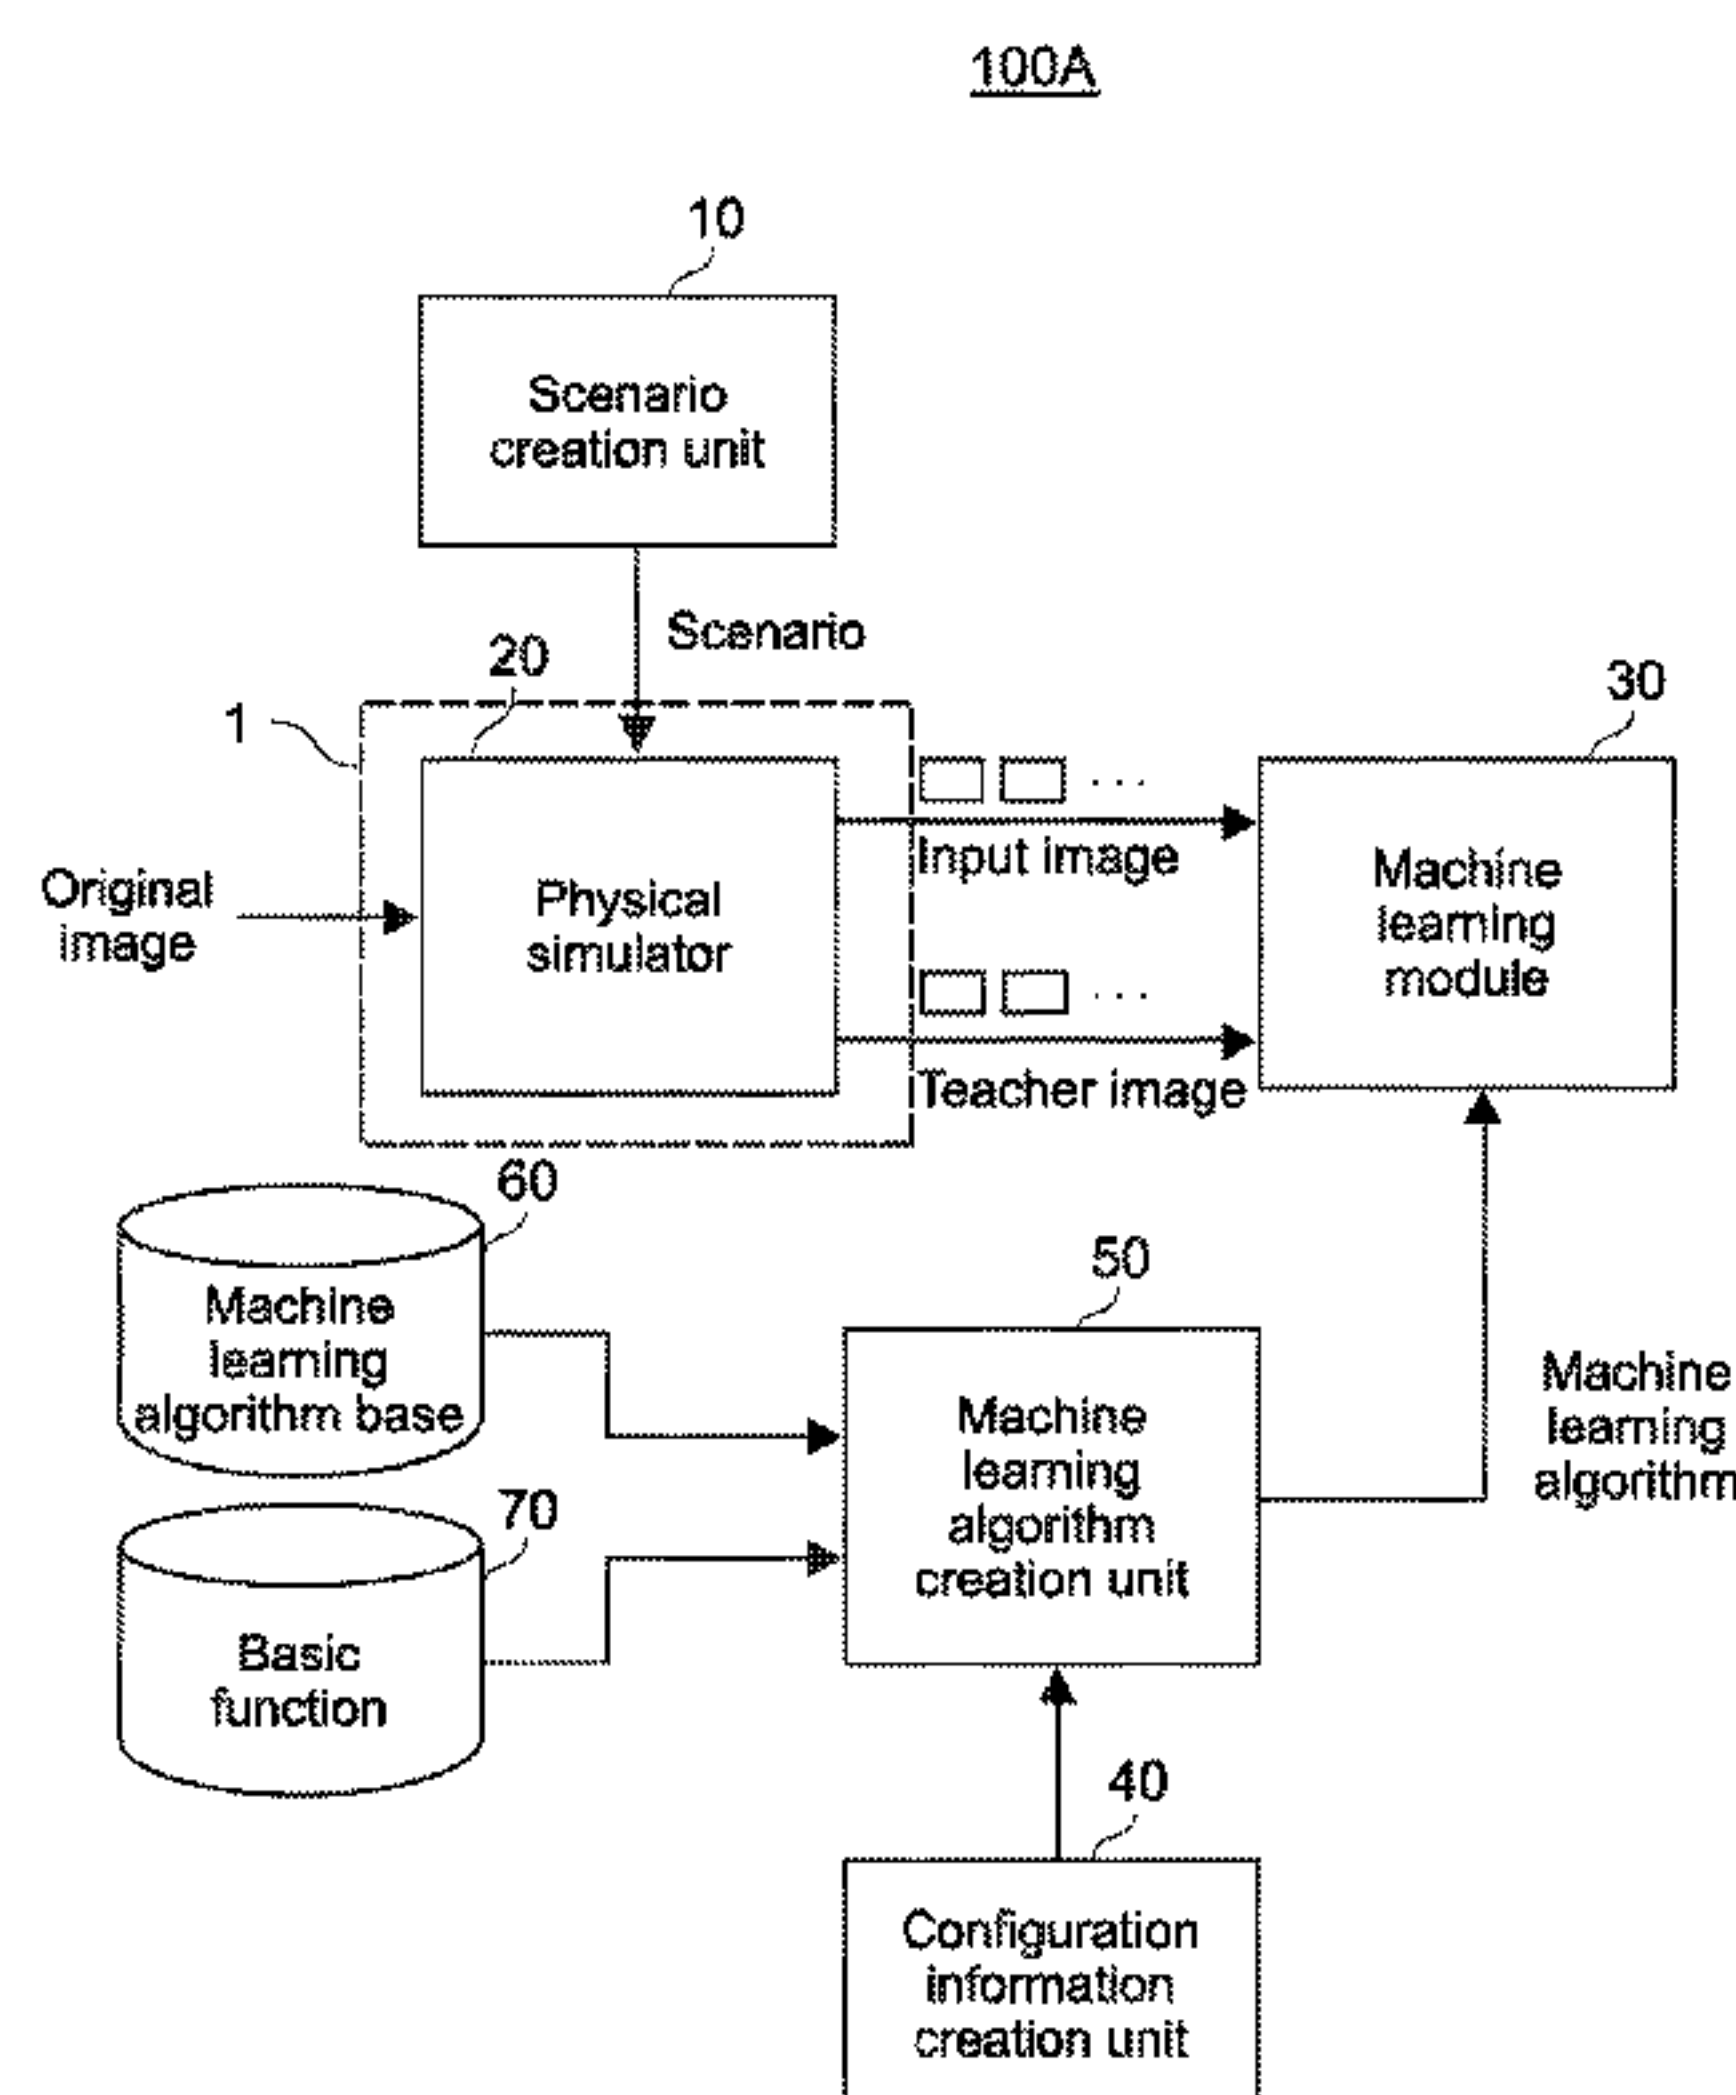 100A
10
Scenario
creation unit
Scenario
20
1
30
Original
image
Physical
simulator
· · ·
Input image
· · ·
Teacher image
Machine
learning
module
60
Machine
learning
algorithm base
50
Machine
learning
algorithm
creation unit
Machine
learning
algorithm
70
Basic
function
40
Configuration
information
creation unit